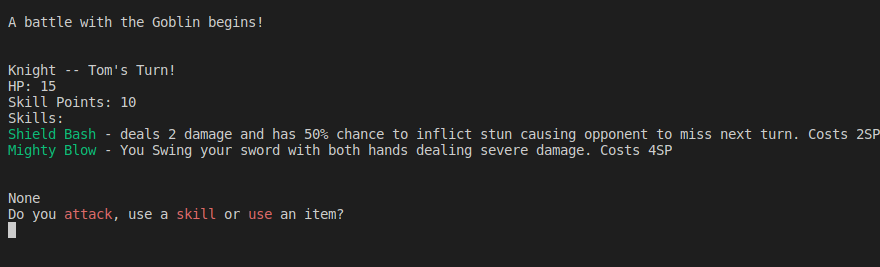 A battle with the Goblin begins!
Knight -- Tom's Turn!
HP: 15
Skill Points: 10
Skills:
Shield Bash - deals 2 damage and has 50% chance to inflict stun causing opponent to miss next turn. Costs 2SP
Mighty Blow - You Swing your sword with both hands dealing severe damage. Costs 4SP
None
Do you attack, use a skill or use an item?